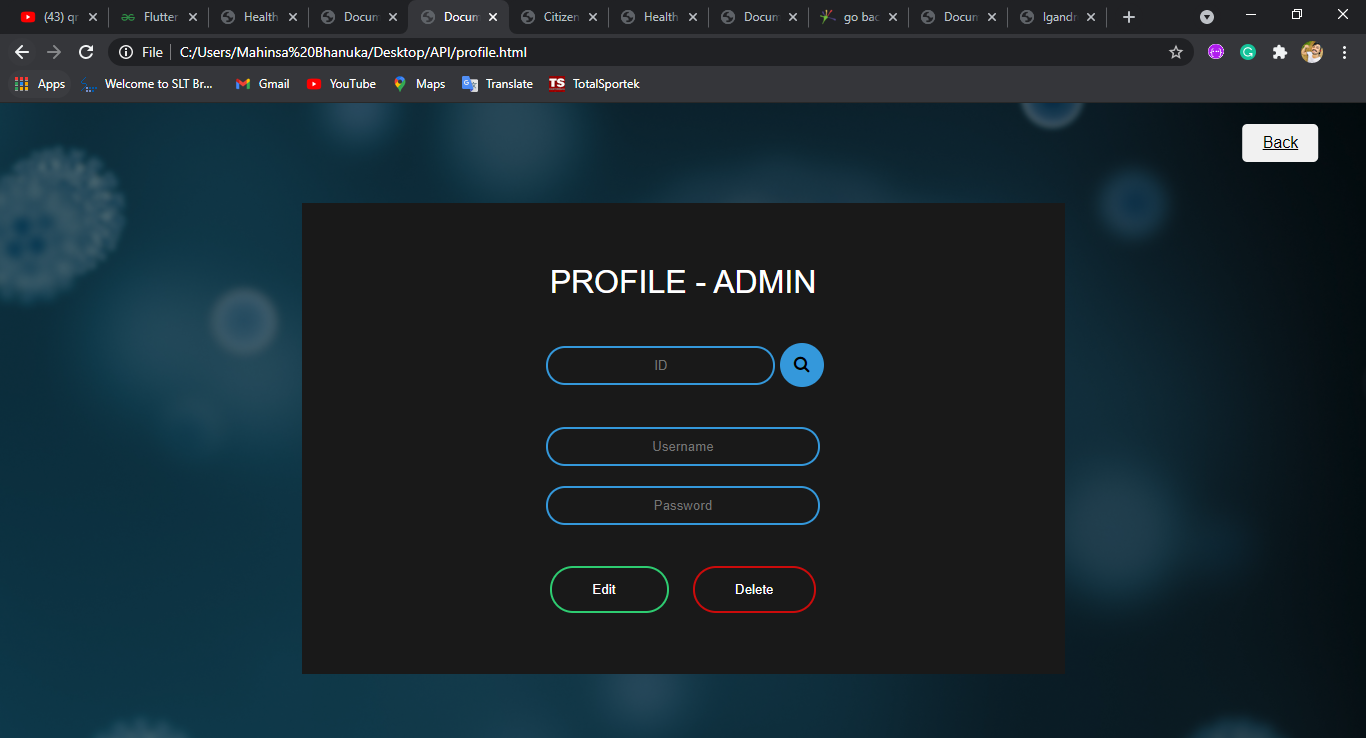 (43) qr
Flutter
Health
Docum
Docum
Citizen
Health
Docum
go bac
Docum
Igandr
File
C:/Users/Mahinsa%20Bhanuka/Desktop/API/profile.html
Apps
Welcome to SLT Br...
Gmail
YouTube
Maps
Translate
TS TotalSportek
Back
PROFILE - ADMIN
ID
Username
Password
Edit
Delete